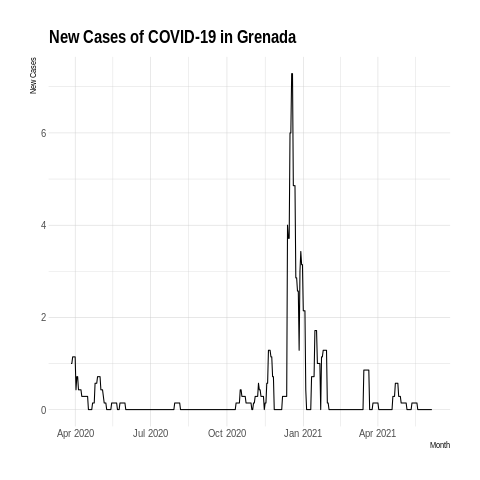 New Cases of COVID-19 in Grenada
New Cases
6
4
2
0
Apr 2020 Jul 2020 Oct 2020 Jan 2021 Apr 2021
Month